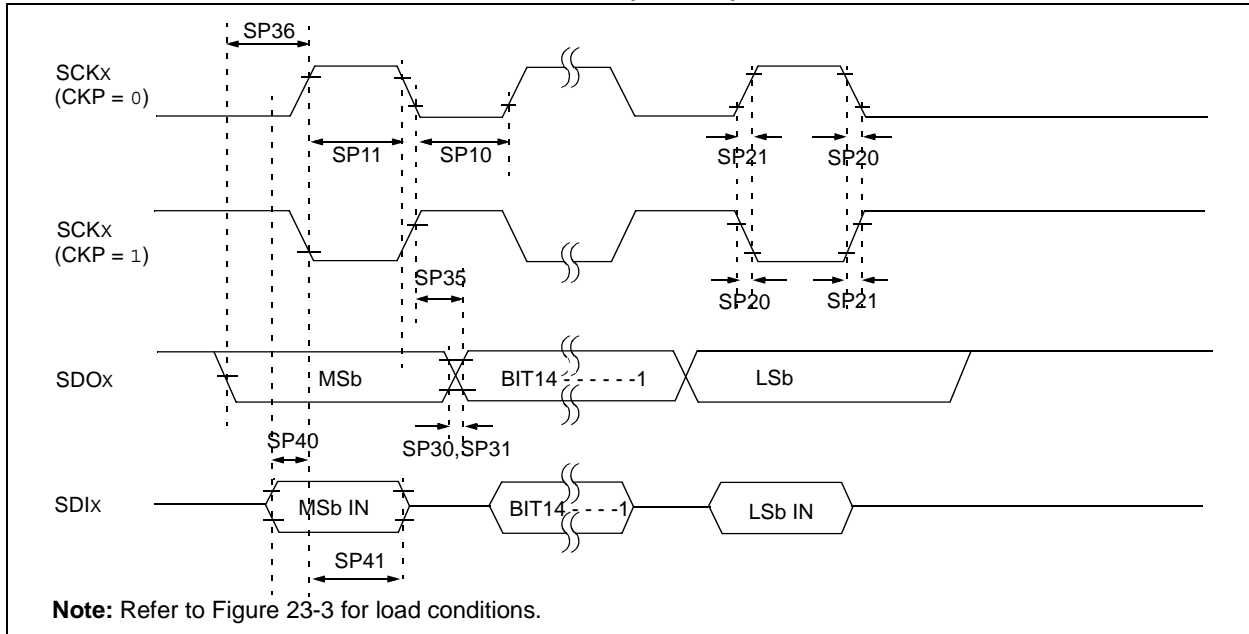 SP36
SCKX
(CKP = 0)
SP11
SP10
SP21
SP20
SCKX
(CKP = 1)
SP35
SP20
SP21
SDOX
MSb
BIT14 - - - - - -1
LSb
SP40
SP30,SP31
SDIX
MSb IN
BIT14 - - - -1
LSb IN
SP41
Note: Refer to Figure 23-3 for load conditions.